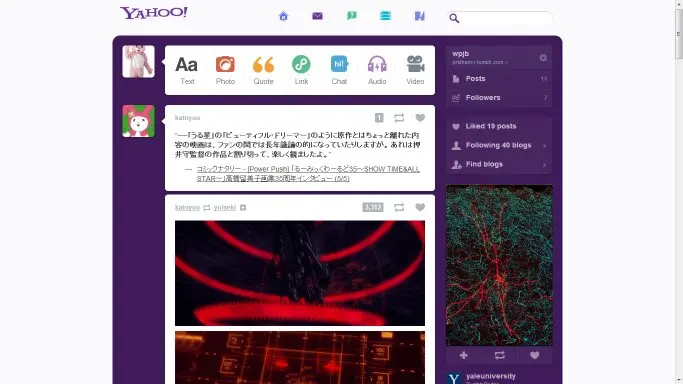 YAHOO!
Aa
hi!
Text
Photo
Quote
Link
Chat
Audio
Video
katoyuu
1
"──『うる星』の『ビューティフル・ドリーマー』のように原作とはちょっと離れた内
容の映画は、ファンの間では長年議論の的になっていたりしますが。あれは押
井守監督の作品と割り切って、楽しく観ましたよ。"
— コミックナタリー - [Power Push] 「るーみっくわーるど35～SHOW TIME&ALL
STAR～」高橋留美子画業35周年インタビュー (5/5)
katoyuu yuiseki
3,312
wpjb
Posts 11
Followers 7
Liked 19 posts
Following 40 blogs
Find blogs
yaleuniversity